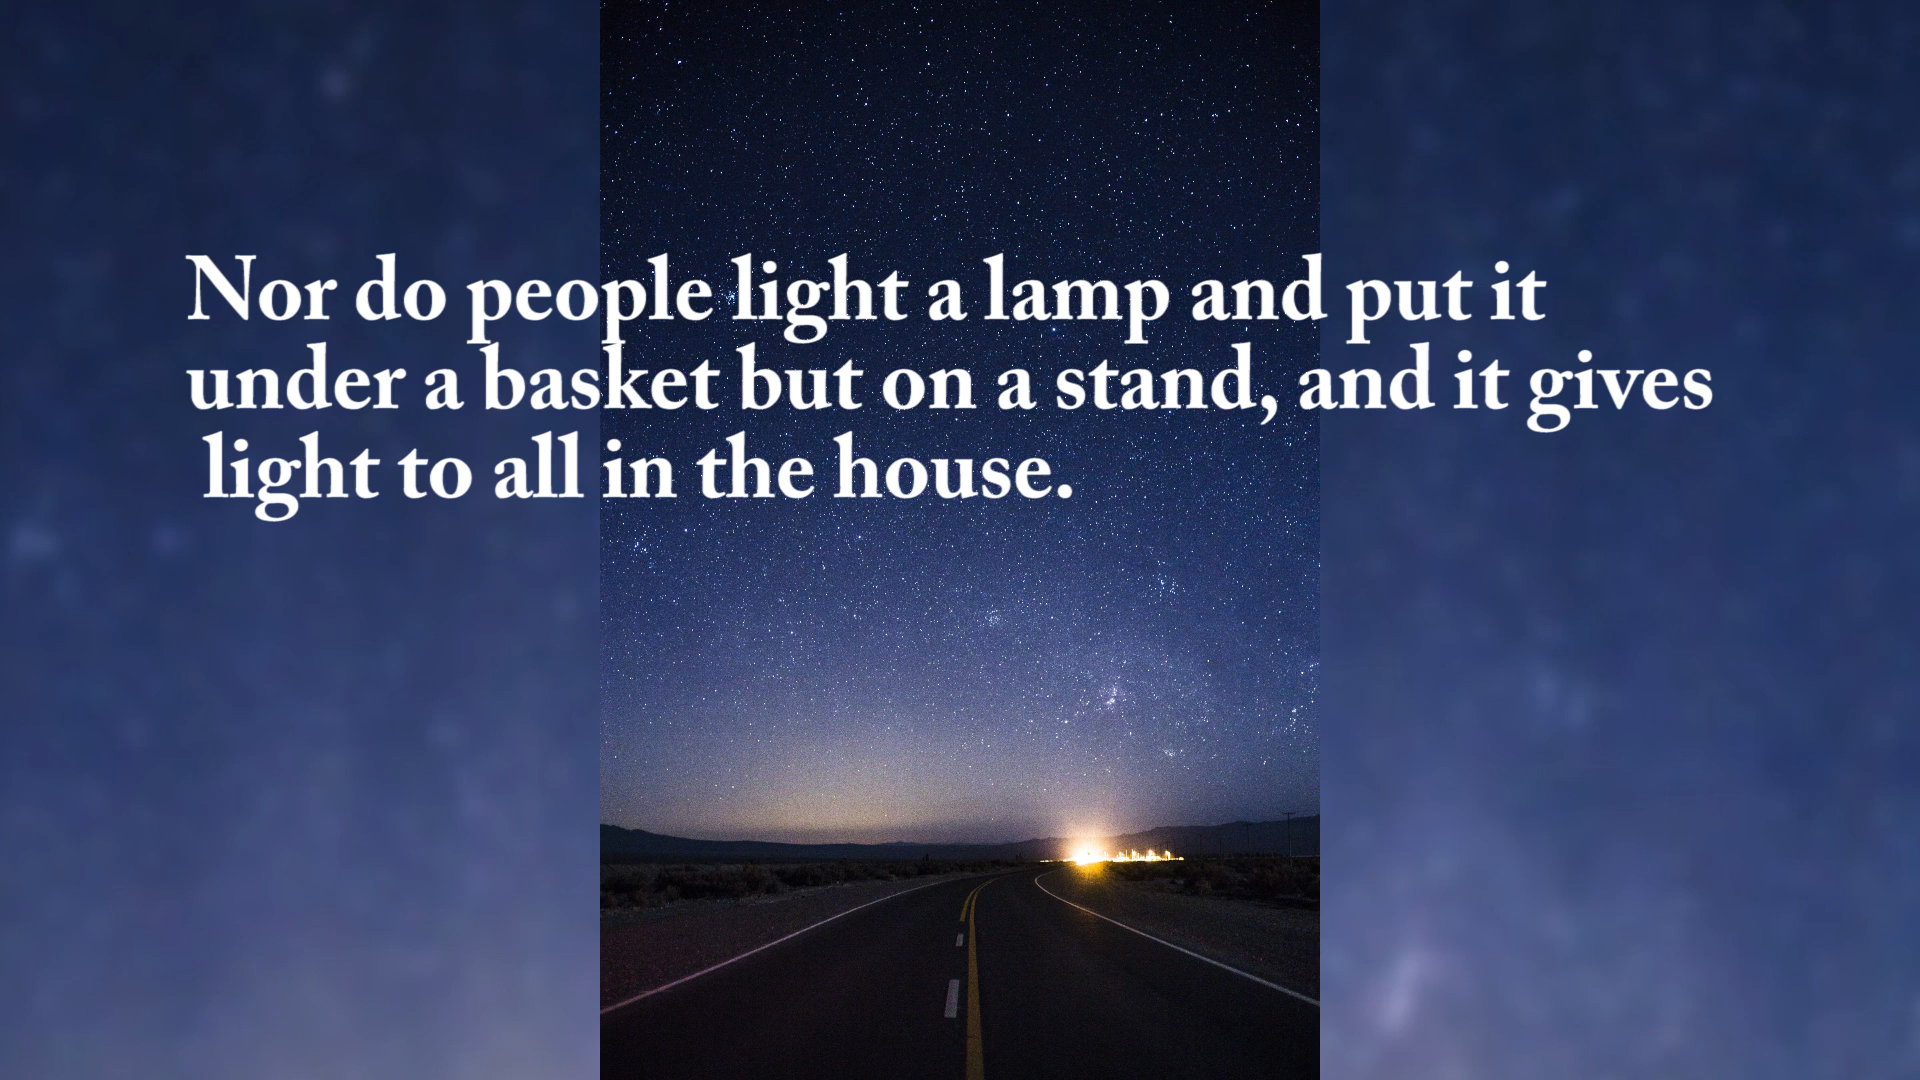 Nor do people light a lamp and put it
under a basket but on a stand, and it gives
light to all in the house.